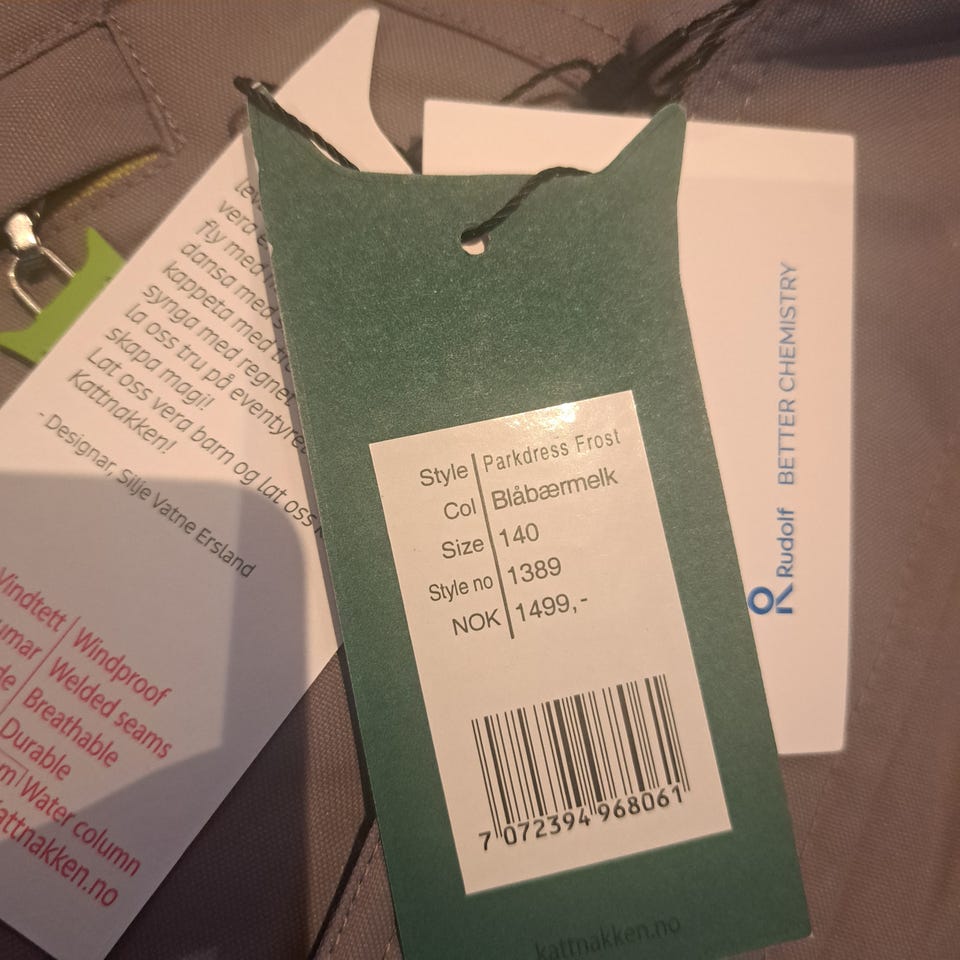 vera
fly med
dansa med
kappeta med
Synga med regnet
la oss tru på eventyret
skapa magi!
Lat oss vera barn og lat oss
Kattnakken!
- Designar, Silje Vatne Ersland
Vindtett | Windproof
Welded seams
Breathable
Durable
Water column
kattnakken.no
Style Parkdress Frost
Col Blåbærmelk
Size 140
Style no 1389
NOK 1499,-
7 072394 968061
kattnakken.no
Rudolf BETTER CHEMISTRY